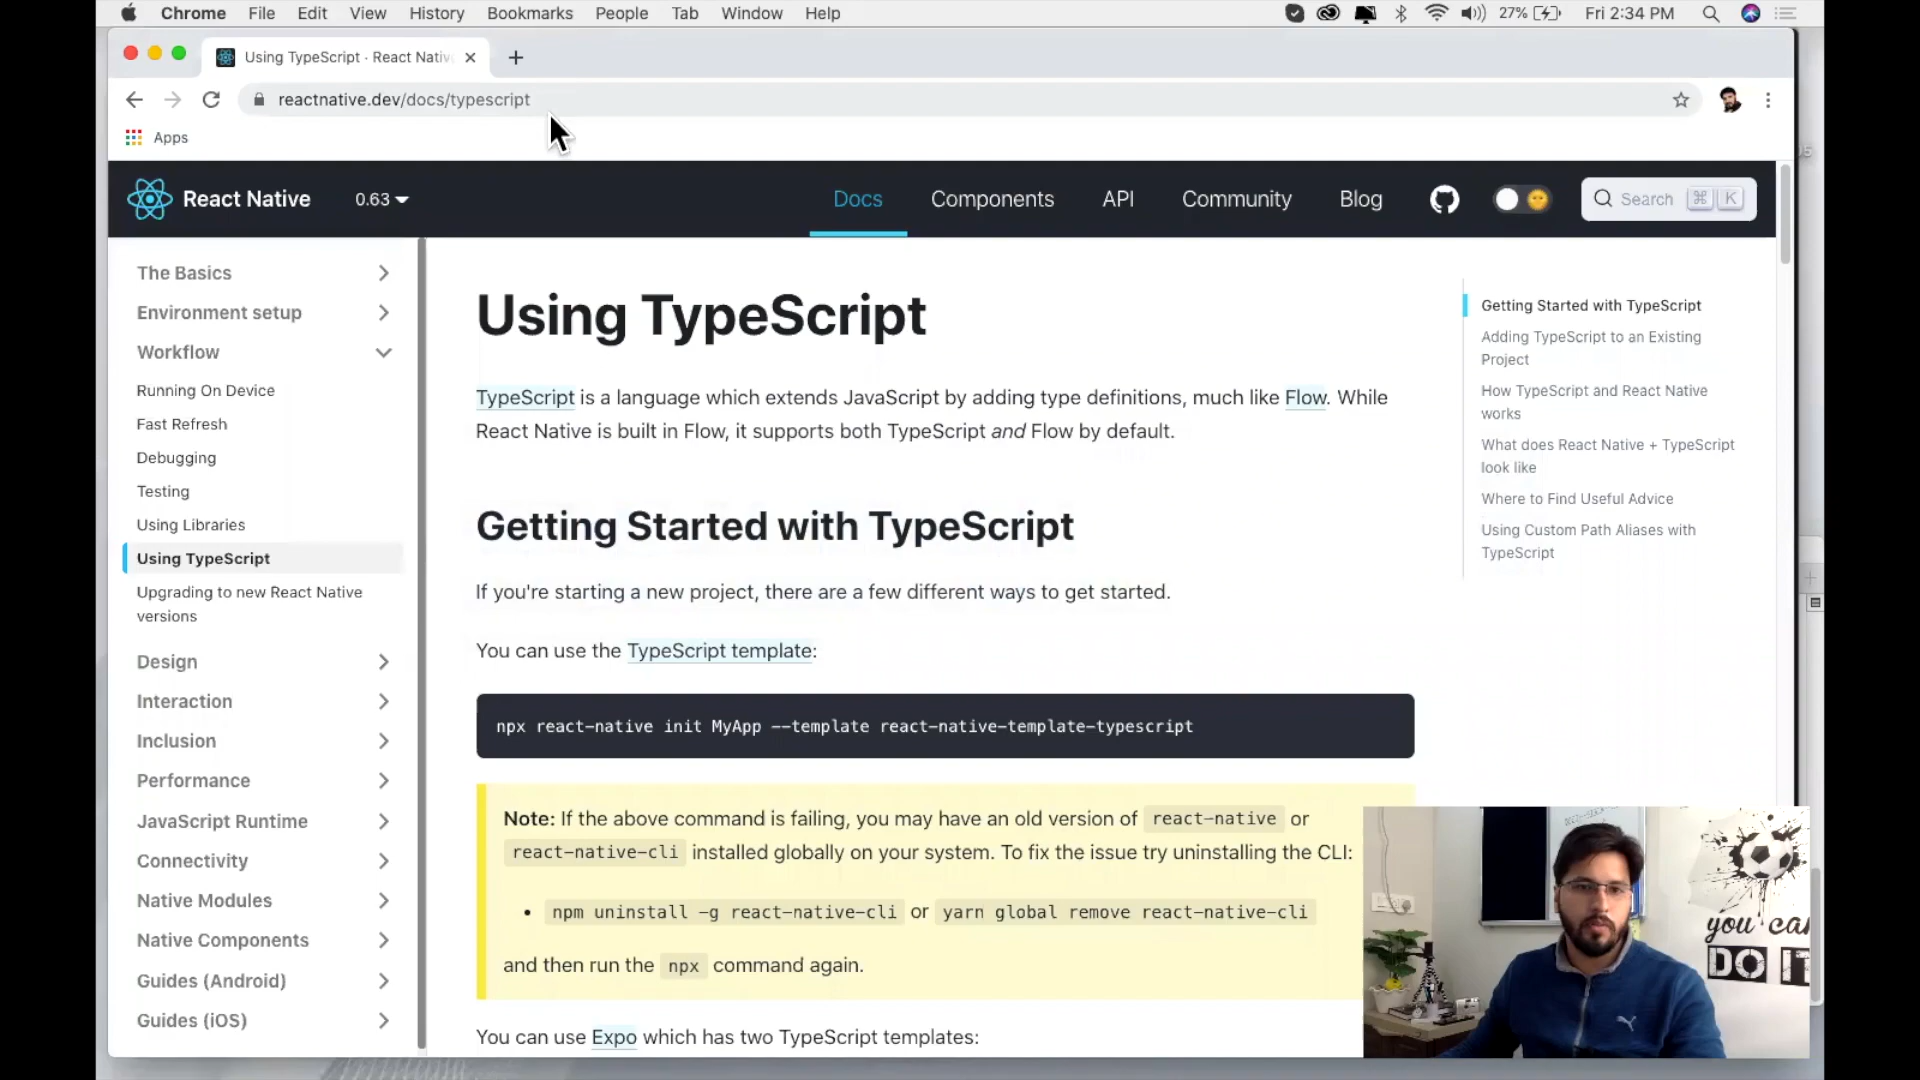 Chrome File Edit View History Bookmarks People Tab Window Help 27% Fri 2:34 PM
Using TypeScript · React Nativ
reactnative.dev/docs/typescript
Apps
React Native 0.63 Docs Components API Community Blog Search ⌘ K
The Basics
Environment setup
Workflow
Running On Device
Fast Refresh
Debugging
Testing
Using Libraries
Using TypeScript
Upgrading to new React Native
versions
Design
Interaction
Inclusion
Performance
JavaScript Runtime
Connectivity
Native Modules
Native Components
Guides (Android)
Guides (iOS)
Using TypeScript
TypeScript is a language which extends JavaScript by adding type definitions, much like Flow. While
React Native is built in Flow, it supports both TypeScript and Flow by default.
Getting Started with TypeScript
If you're starting a new project, there are a few different ways to get started.
You can use the TypeScript template:
npx react-native init MyApp --template react-native-template-typescript
Note: If the above command is failing, you may have an old version of react-native or
react-native-cli installed globally on your system. To fix the issue try uninstalling the CLI:
• npm uninstall -g react-native-cli or yarn global remove react-native-cli
and then run the npx command again.
You can use Expo which has two TypeScript templates:
Getting Started with TypeScript
Adding TypeScript to an Existing
Project
How TypeScript and React Native
works
What does React Native + TypeScript
look like
Where to Find Useful Advice
Using Custom Path Aliases with
TypeScript
you can
DO IT